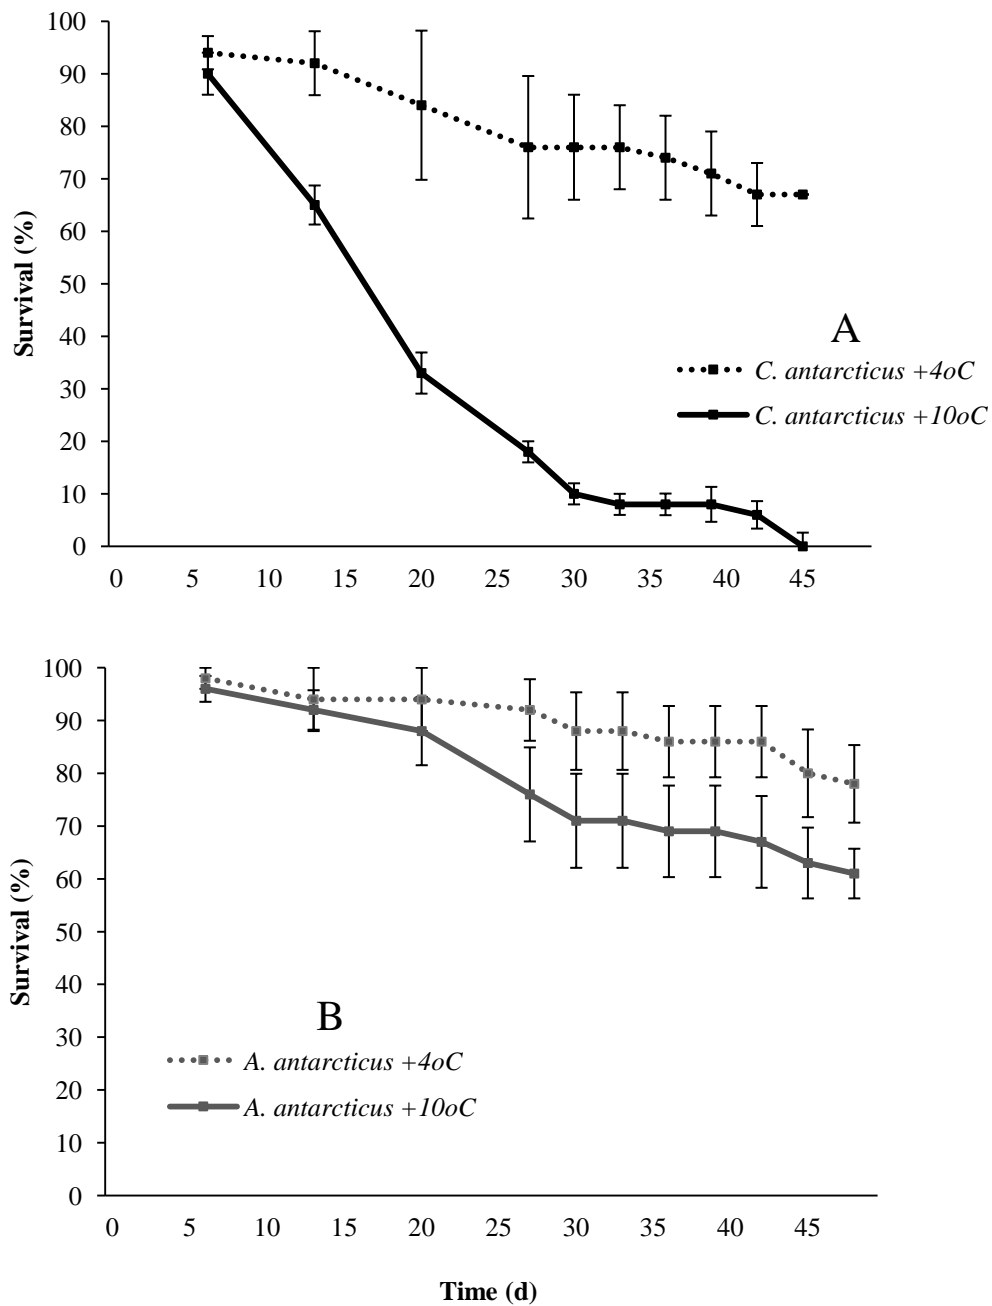 100
90
80
70
60
50
40
30
20
10
0
Survival (%)
A
C. antarcticus +4oC
C. antarcticus +10oC
0 5 10 15 20 25 30 35 40 45
100
90
80
70
60
50
40
30
20
10
0
Survival (%)
B
A. antarcticus +4oC
A. antarcticus +10oC
0 5 10 15 20 25 30 35 40 45
Time (d)